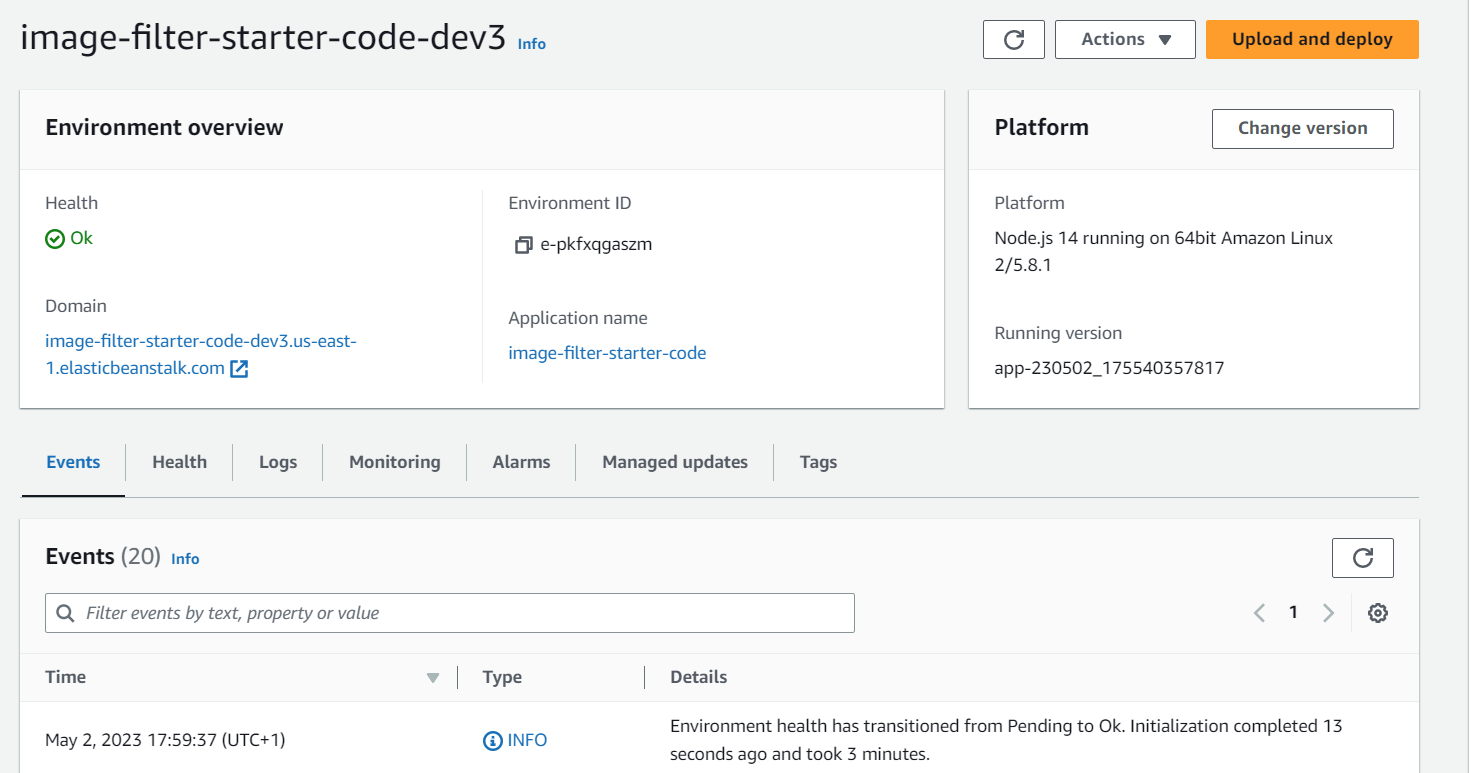 image-filter-starter-code-dev3 Info
Actions
Upload and deploy
Environment overview
Health
Ok
Domain
image-filter-starter-code-dev3.us-east-
1.elasticbeanstalk.com
Environment ID
e-pkfxqgaszm
Application name
image-filter-starter-code
Platform
Change version
Platform
Node.js 14 running on 64bit Amazon Linux
2/5.8.1
Running version
app-230502_175540357817
Events
Health
Logs
Monitoring
Alarms
Managed updates
Tags
Events (20) Info
Filter events by text, property or value
1
Time
Type
Details
May 2, 2023 17:59:37 (UTC+1)
INFO
Environment health has transitioned from Pending to Ok. Initialization completed 13
seconds ago and took 3 minutes.